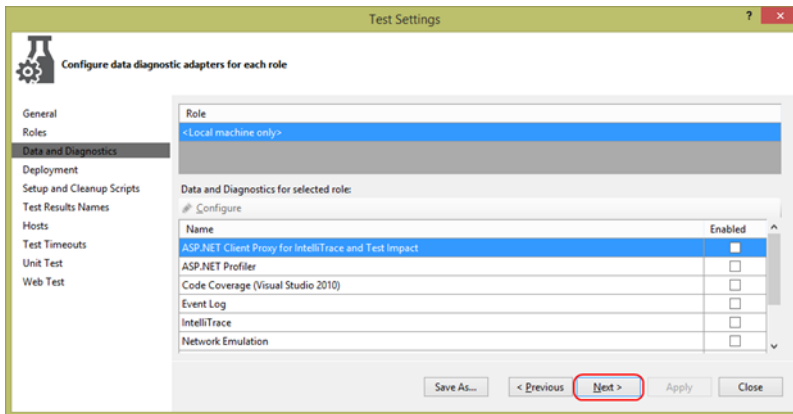 Test Settings
?
Configure data diagnostic adapters for each role
General
Roles
Data and Diagnostics
Deployment
Setup and Cleanup Scripts
Test Results Names
Hosts
Test Timeouts
Unit Test
Web Test
Role
<Local machine only>
Data and Diagnostics for selected role:
Configure
Name Enabled
ASP.NET Client Proxy for IntelliTrace and Test Impact
ASP.NET Profiler
Code Coverage (Visual Studio 2010)
Event Log
IntelliTrace
Network Emulation
Save As... < Previous Next > Apply Close